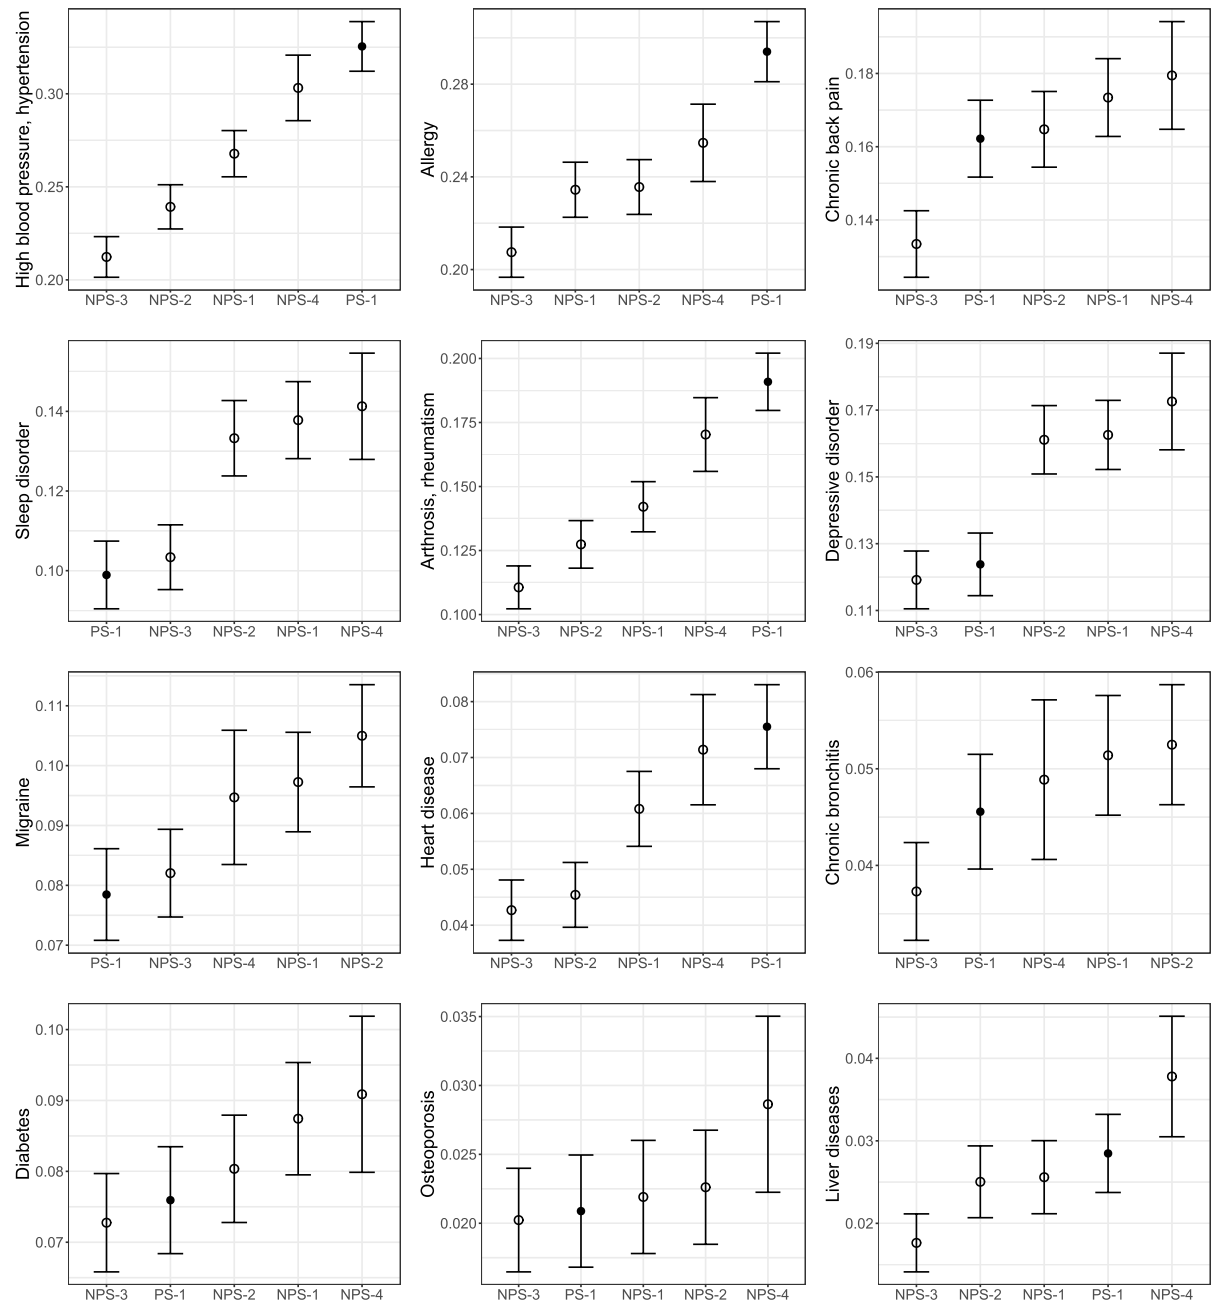 High blood pressure, hypertension
0.30
0.25
0.20
NPS-3 NPS-2 NPS-1 NPS-4 PS-1
Allergy
0.28
0.24
0.20
NPS-3 NPS-1 NPS-2 NPS-4 PS-1
Chronic back pain
0.18
0.16
0.14
NPS-3 PS-1 NPS-2 NPS-1 NPS-4
Sleep disorder
0.14
0.12
0.10
PS-1 NPS-3 NPS-2 NPS-1 NPS-4
Arthrosis, rheumatism
0.200
0.175
0.150
0.125
0.100
NPS-3 NPS-2 NPS-1 NPS-4 PS-1
Depressive disorder
0.19
0.17
0.15
0.13
0.11
NPS-3 PS-1 NPS-2 NPS-1 NPS-4
Migraine
0.11
0.10
0.09
0.08
0.07
PS-1 NPS-3 NPS-4 NPS-1 NPS-2
Heart disease
0.08
0.07
0.06
0.05
0.04
NPS-3 NPS-2 NPS-1 NPS-4 PS-1
Chronic bronchitis
0.06
0.05
0.04
NPS-3 PS-1 NPS-4 NPS-1 NPS-2
Diabetes
0.10
0.09
0.08
0.07
NPS-3 PS-1 NPS-2 NPS-1 NPS-4
Osteoporosis
0.035
0.030
0.025
0.020
NPS-3 PS-1 NPS-1 NPS-2 NPS-4
Liver diseases
0.04
0.03
0.02
NPS-3 NPS-2 NPS-1 PS-1 NPS-4